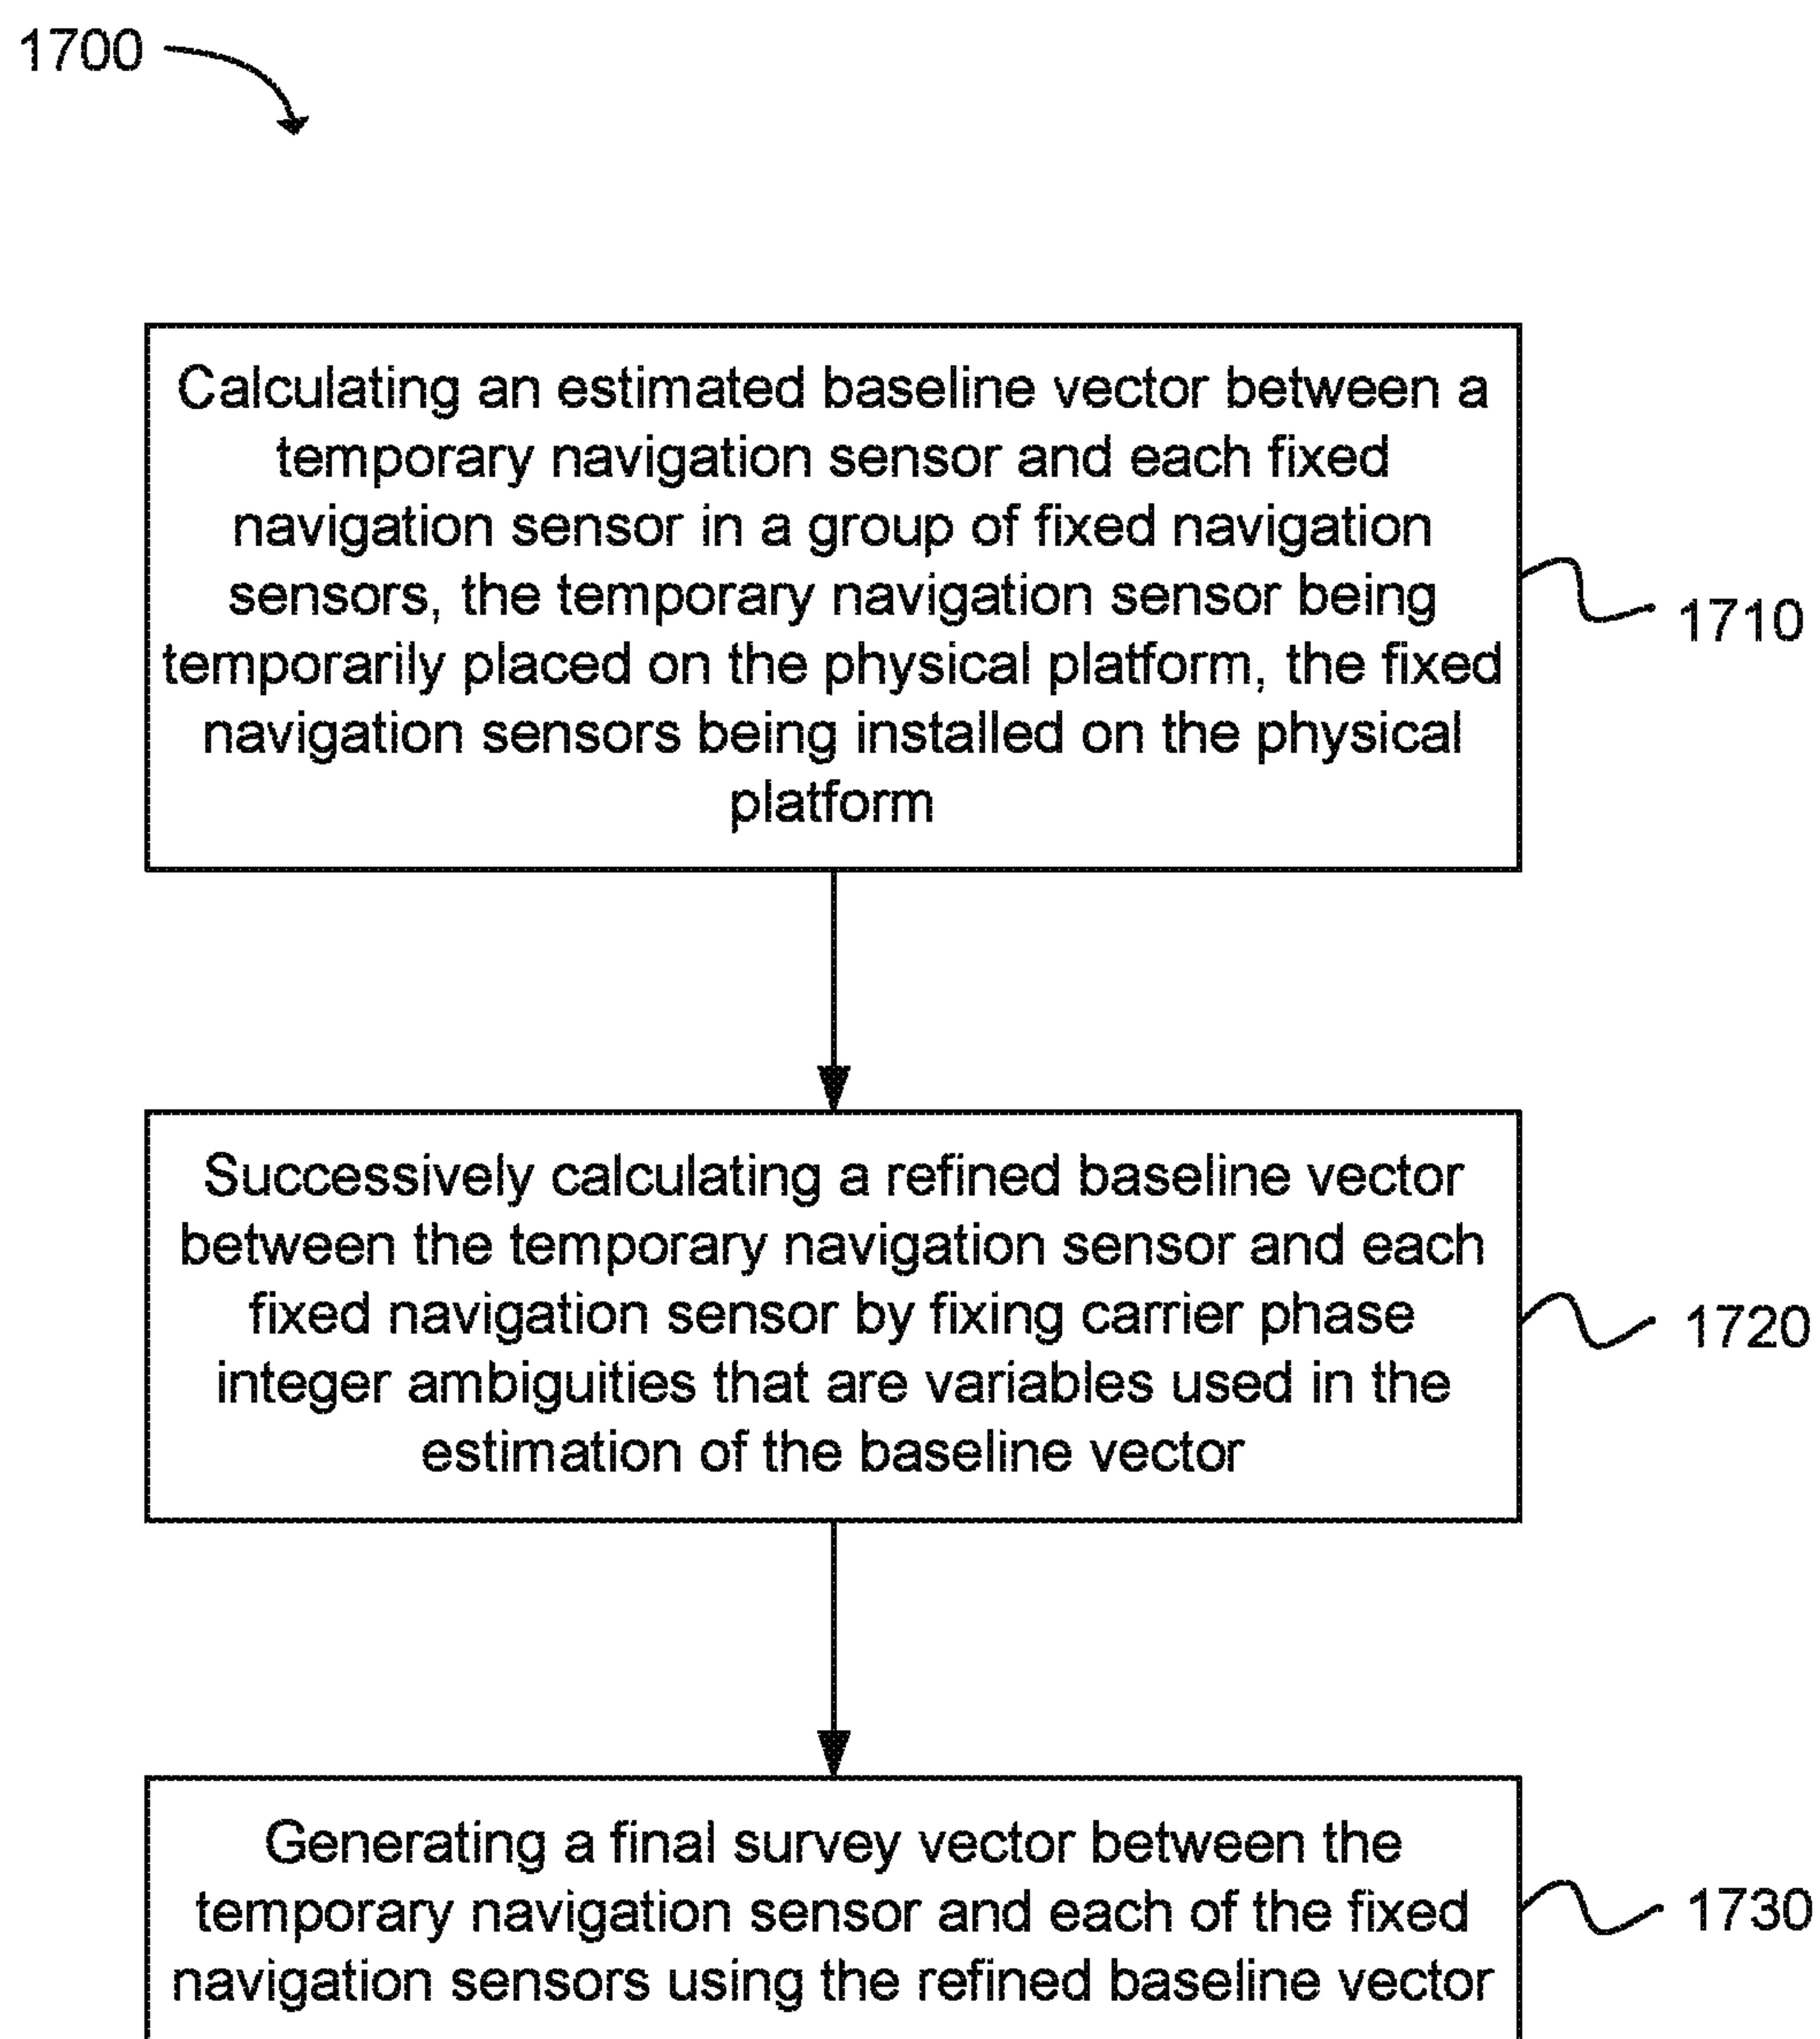 1700
Calculating an estimated baseline vector between a
temporary navigation sensor and each fixed
navigation sensor in a group of fixed navigation
sensors, the temporary navigation sensor being
temporarily placed on the physical platform, the fixed
navigation sensors being installed on the physical
platform
1710
Successively calculating a refined baseline vector
between the temporary navigation sensor and each
fixed navigation sensor by fixing carrier phase
integer ambiguities that are variables used in the
estimation of the baseline vector
1720
Generating a final survey vector between the
temporary navigation sensor and each of the fixed
navigation sensors using the refined baseline vector
1730